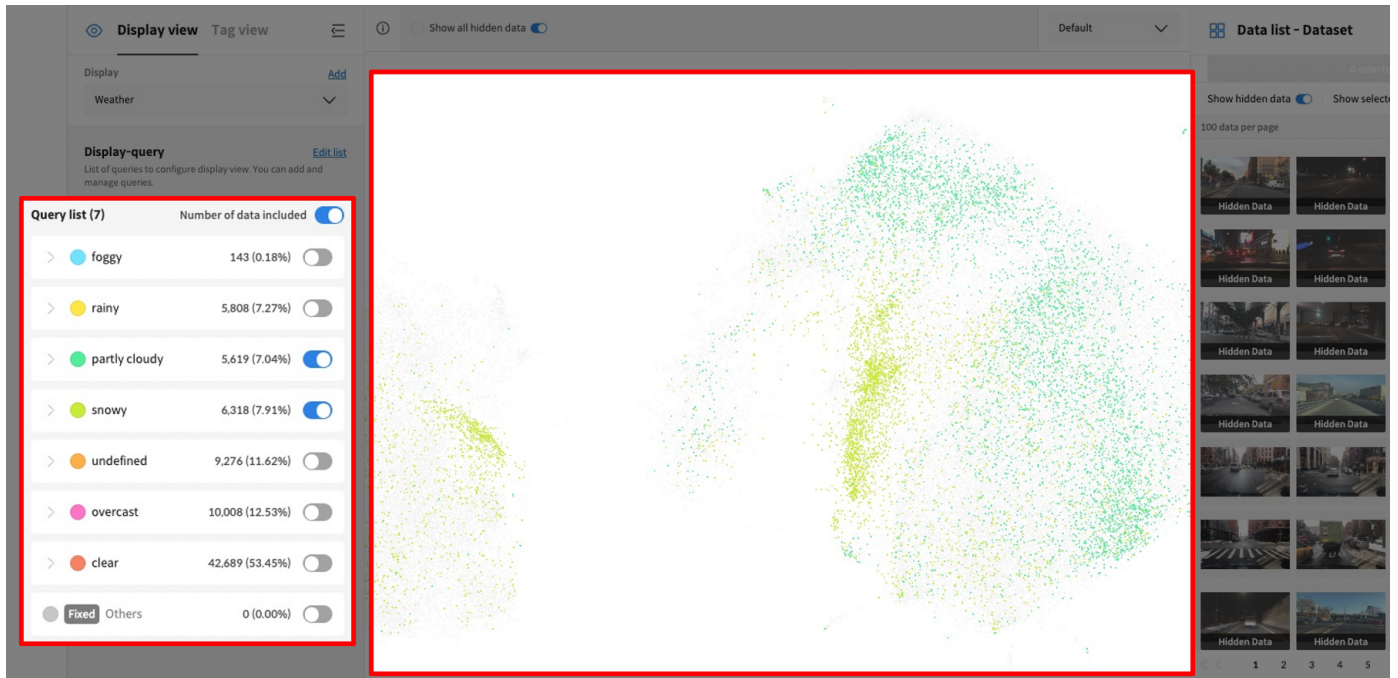 Display view Tag view
Show all hidden data
Default
Data list - Dataset
Display
Add
Weather
0 selecte
Show hidden data
Show selecte
100 data per page
Display-query
Edit list
List of queries to configure display view. You can add and
manage queries.
Query list (7)
Number of data included
foggy
143 (0.18%)
rainy
5,808 (7.27%)
partly cloudy
5,619 (7.04%)
snowy
6,318 (7.91%)
undefined
9,276 (11.62%)
overcast
10,008 (12.53%)
clear
42,689 (53.45%)
Fixed Others
0 (0.00%)
Hidden Data
Hidden Data
Hidden Data
Hidden Data
Hidden Data
Hidden Data
Hidden Data
Hidden Data
Hidden Data
Hidden Data
1 2 3 4 5